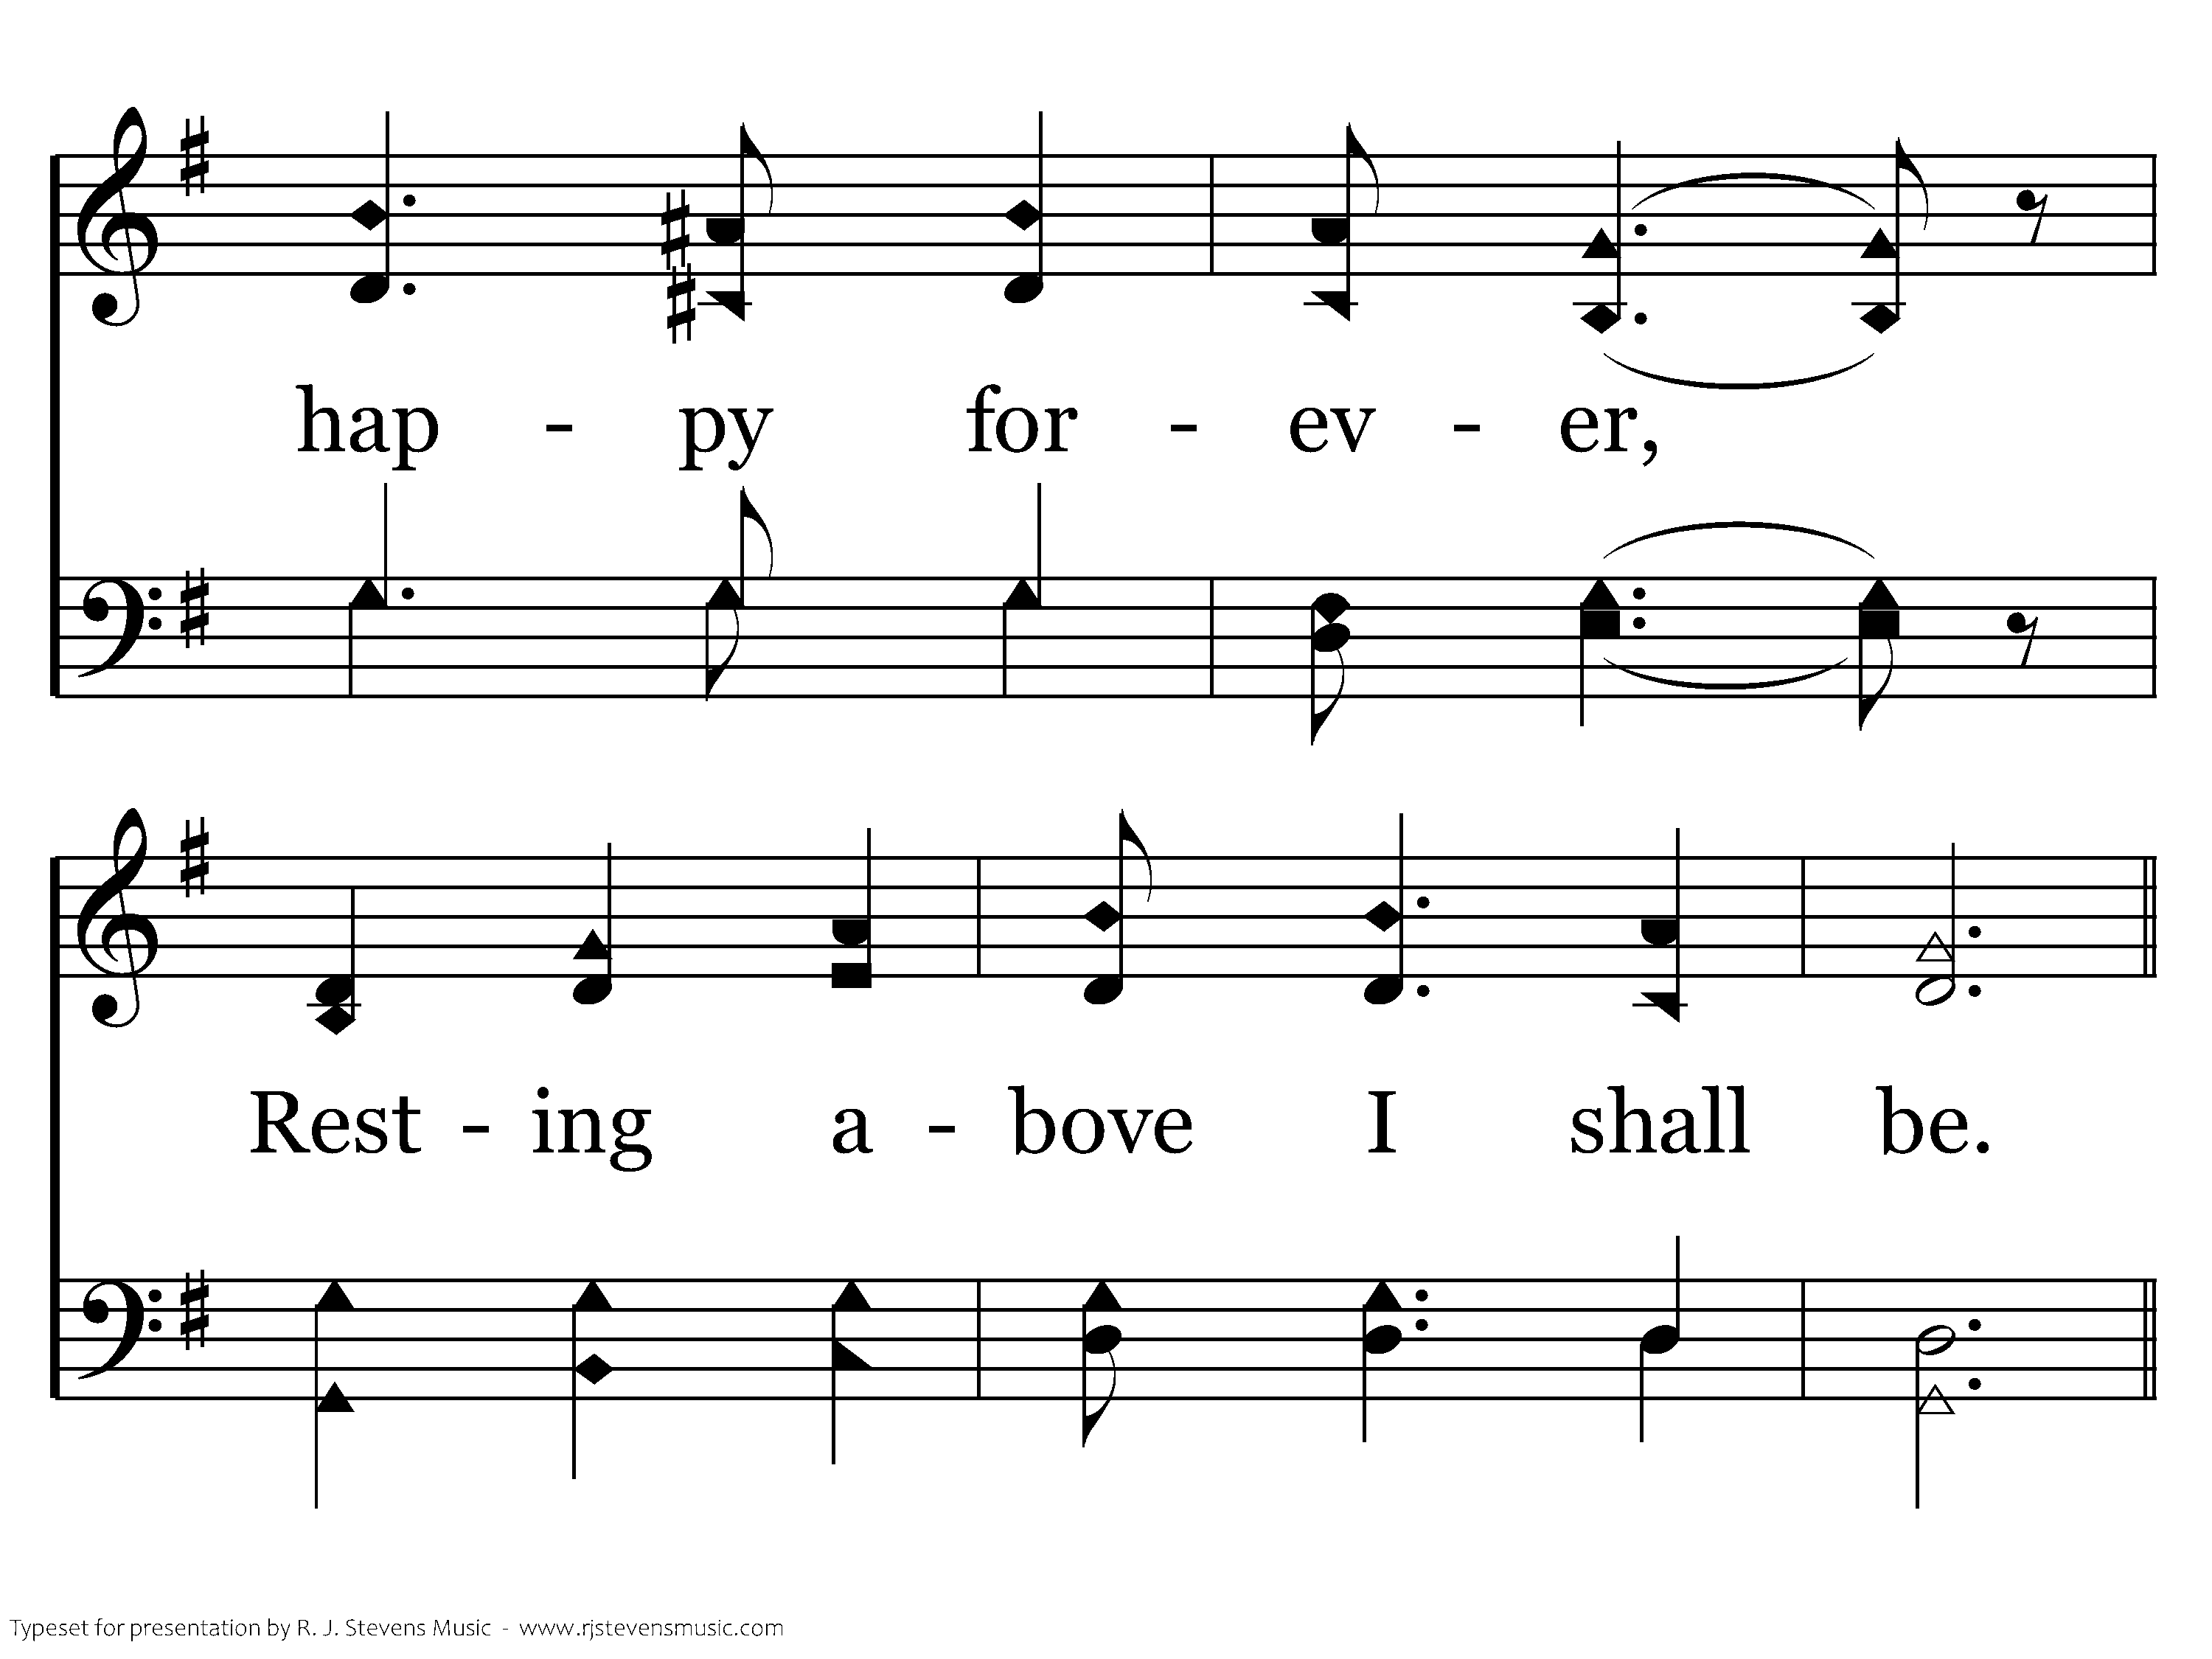 hap - py for - ev - er,
Rest - ing a - bove I shall be.
Typeset for presentation by R. J. Stevens Music - www.rjstevensmusic.com